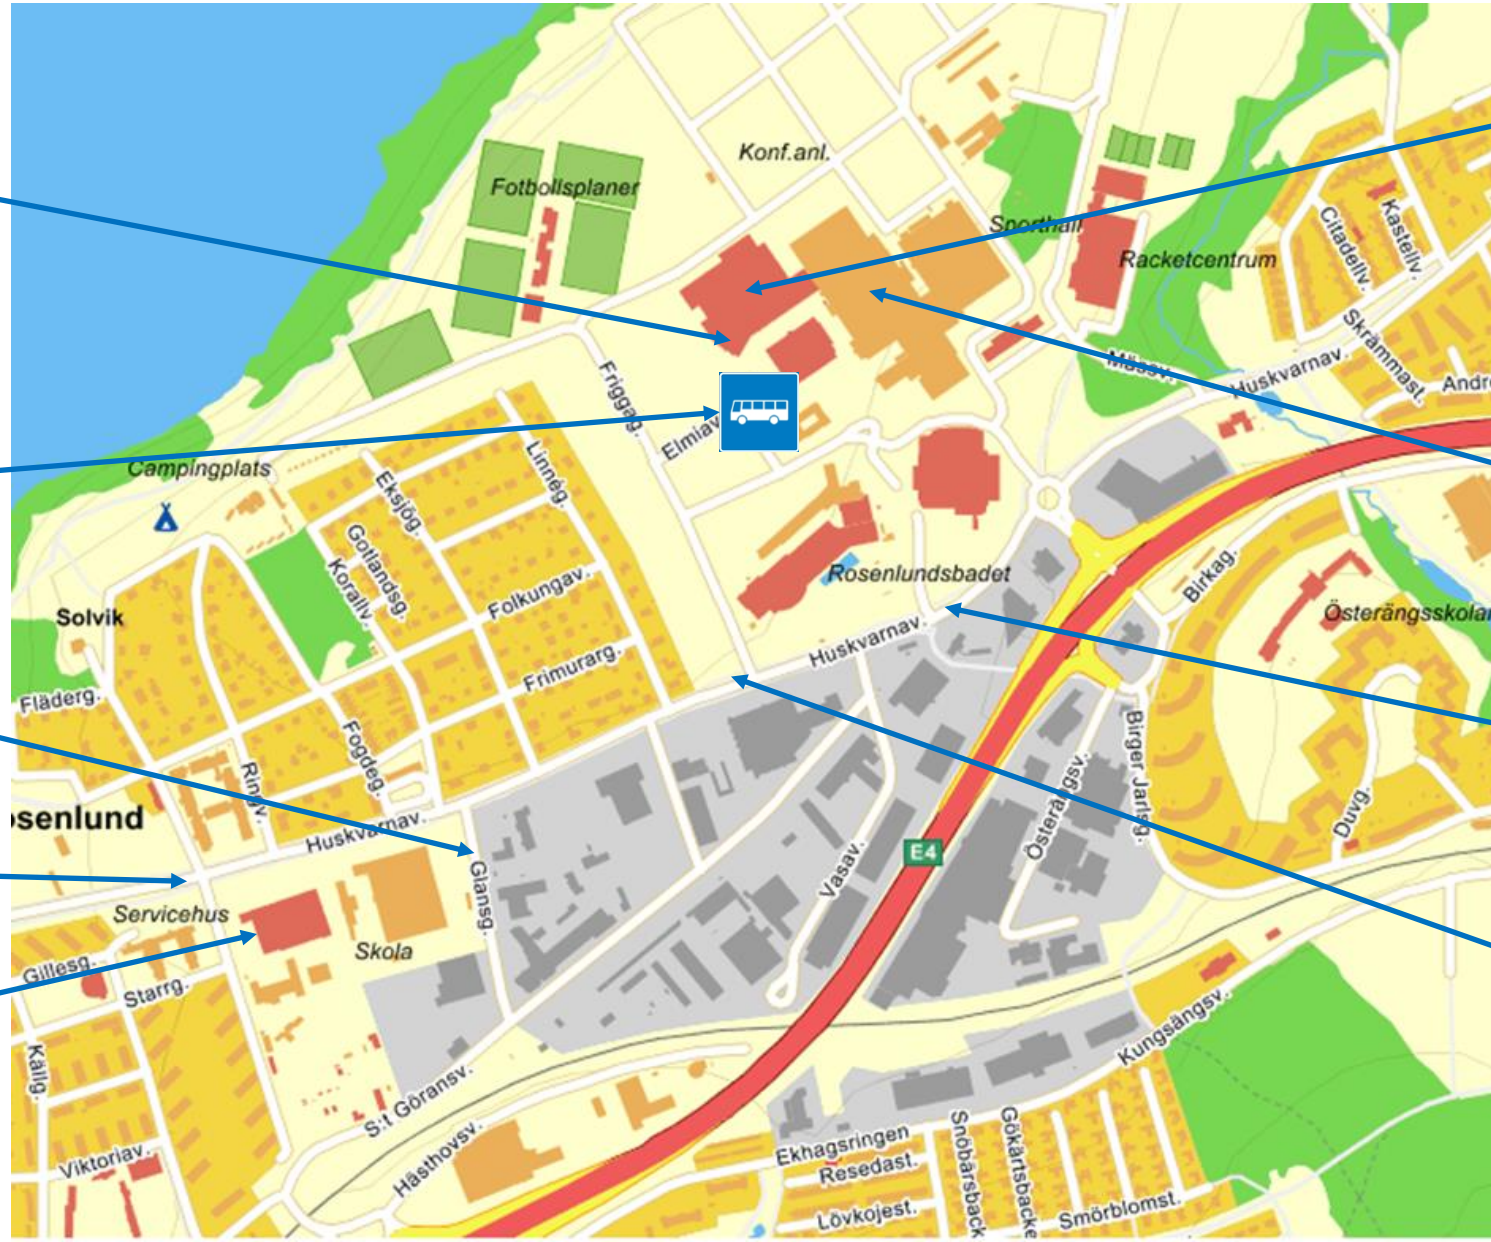 Konf.anl.
Fotbollsplaner
Sporthall
Racketcentrum
Citadellv.
Kastellv.
Skrämmast.
Mässv.
Huskvarnav.
Andr
Friggag.
Elmiav
Linnég.
Campingplats
Eksjög.
Gotlandsg.
Korallv.
Folkungav.
Rosenlundsbadet
Birkag.
Österängsskolan
Solvik
Huskvarnav.
Frimurarg.
Fläderg.
Fogdeg.
Ringv.
Birger Jarlsg.
Österängsv.
Duvg.
osenlund
Huskvarnav.
E4
Vasav.
Glansg.
Servicehus
Skola
Gillesg.
Starrg.
Källg.
Kungsängsv.
S:t Göransv.
Hästhovsv.
Viktoriav.
Ekhagsringen
Resedast.
Lövkojest.
Snöbärsback
Gökärtsbacke
Smörblomst.